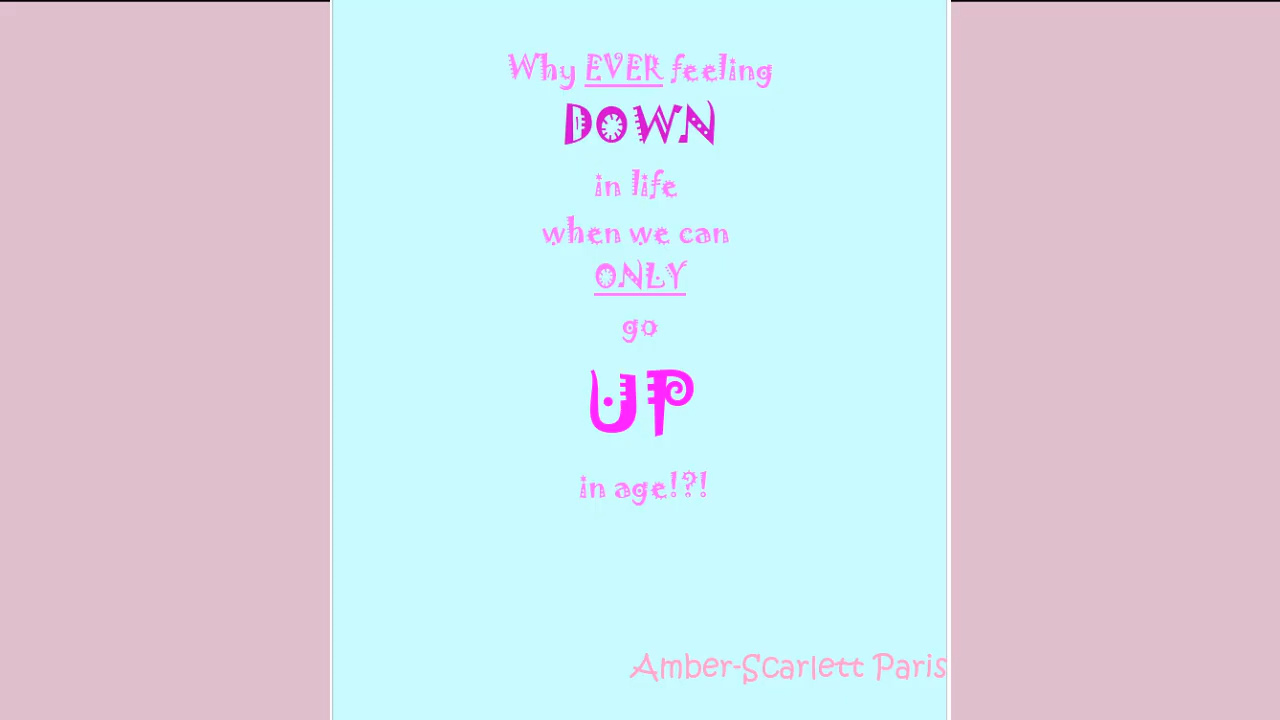 Why EVER feeling
DOWN
in life
when we can
ONLY
go
UP
in age!?!
Amber-Scarlett Paris